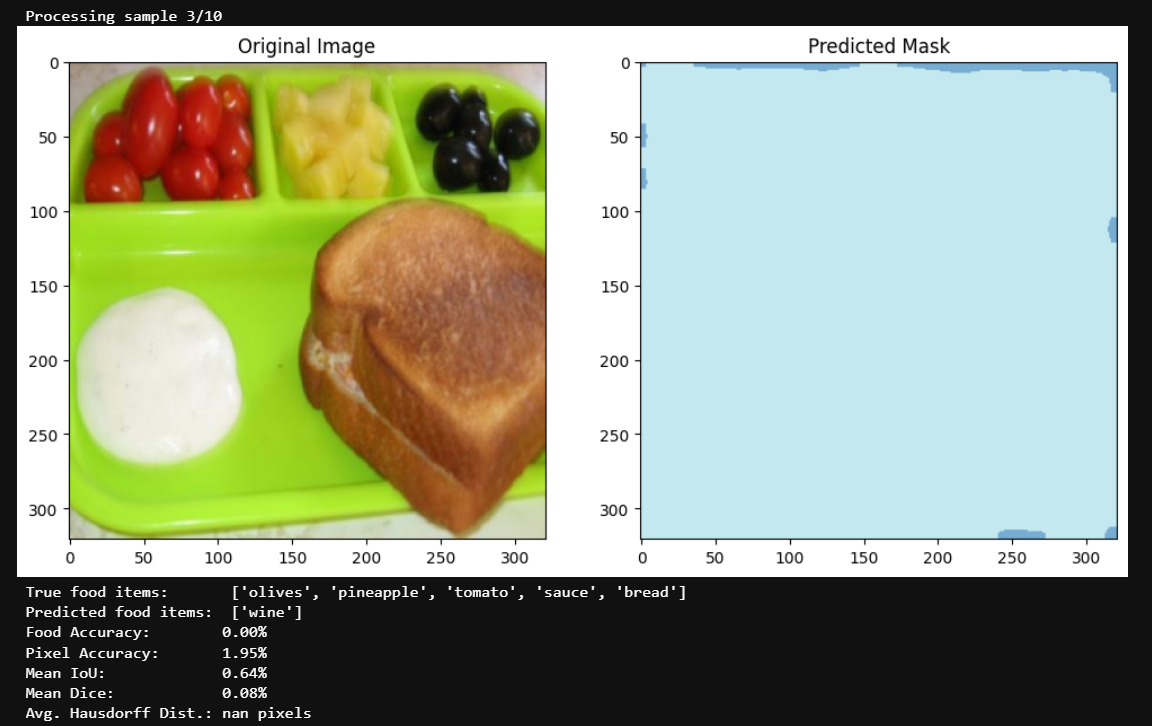 Processing sample 3/10
Original Image
Predicted Mask
0
50
100
150
200
250
300
0 50 100 150 200 250 300
0
50
100
150
200
250
300
0 50 100 150 200 250 300
True food items: ['olives', 'pineapple', 'tomato', 'sauce', 'bread']
Predicted food items: ['wine']
Food Accuracy: 0.00%
Pixel Accuracy: 1.95%
Mean IoU: 0.64%
Mean Dice: 0.08%
Avg. Hausdorff Dist.: nan pixels